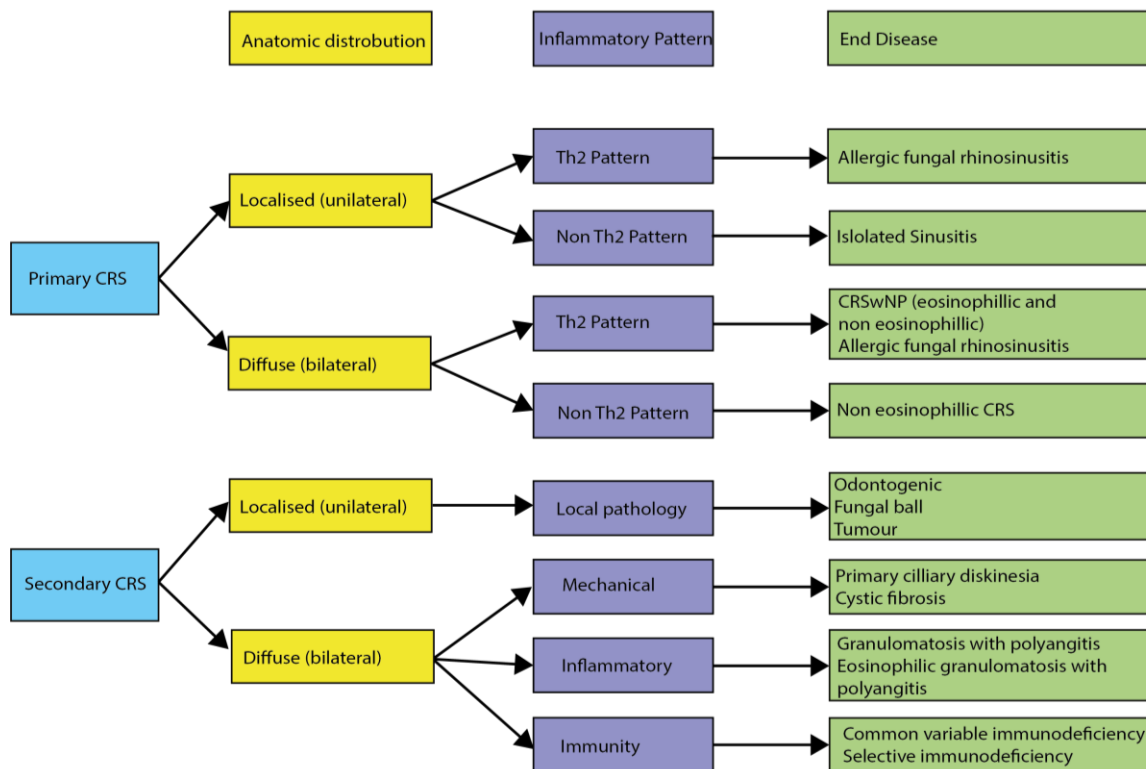 Anatomic distrobution
Inflammatory Pattern
End Disease
Primary CRS
Localised (unilateral)
Th2 Pattern
Allergic fungal rhinosinusitis
Non Th2 Pattern
Islolated Sinusitis
Diffuse (bilateral)
Th2 Pattern
CRSwNP (eosinophillic and
non eosinophillic)
Allergic fungal rhinosinusitis
Non Th2 Pattern
Non eosinophillic CRS
Secondary CRS
Localised (unilateral)
Local pathology
Odontogenic
Fungal ball
Tumour
Diffuse (bilateral)
Mechanical
Primary cilliary diskinesia
Cystic fibrosis
Inflammatory
Granulomatosis with polyangitis
Eosinophilic granulomatosis with
polyangitis
Immunity
Common variable immunodeficiency
Selective immunodeficiency